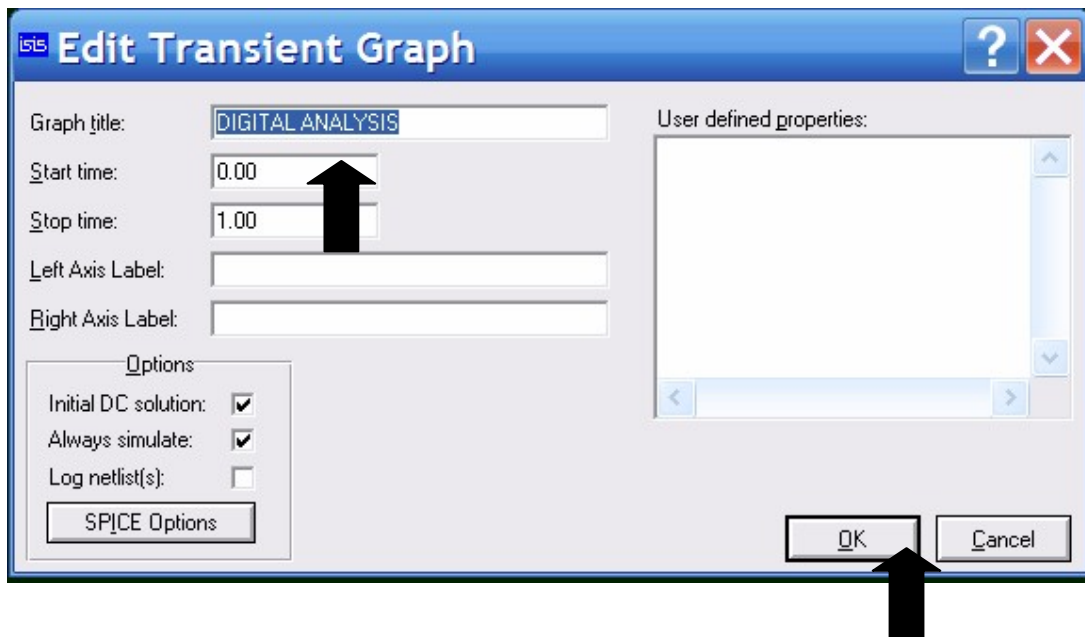 isis Edit Transient Graph ?
Graph title: DIGITAL ANALYSIS
Start time: 0.00
Stop time: 1.00
Left Axis Label:
Right Axis Label:
User defined properties:
Options
Initial DC solution:
Always simulate:
Log netlist(s):
SPICE Options
OK Cancel